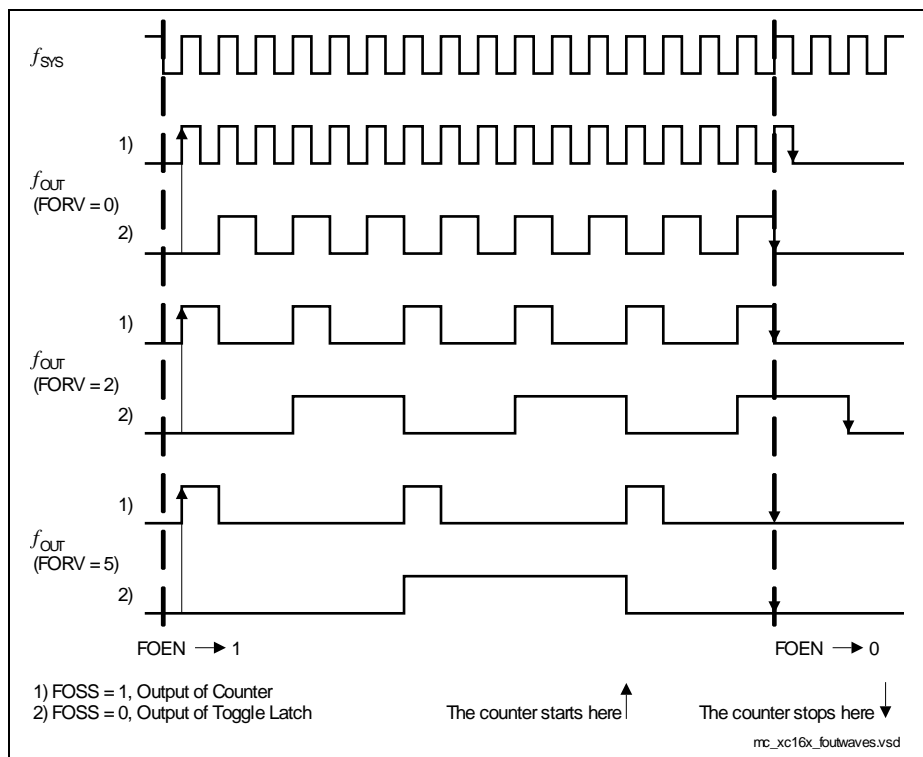 fSYS
1)
fOUT
(FORV = 0)
2)
1)
fOUT
(FORV = 2)
2)
1)
fOUT
(FORV = 5)
2)
FOEN → 1
FOEN → 0
1) FOSS = 1, Output of Counter
2) FOSS = 0, Output of Toggle Latch
The counter starts here
The counter stops here
mc_xc16x_foutwaves.vsd